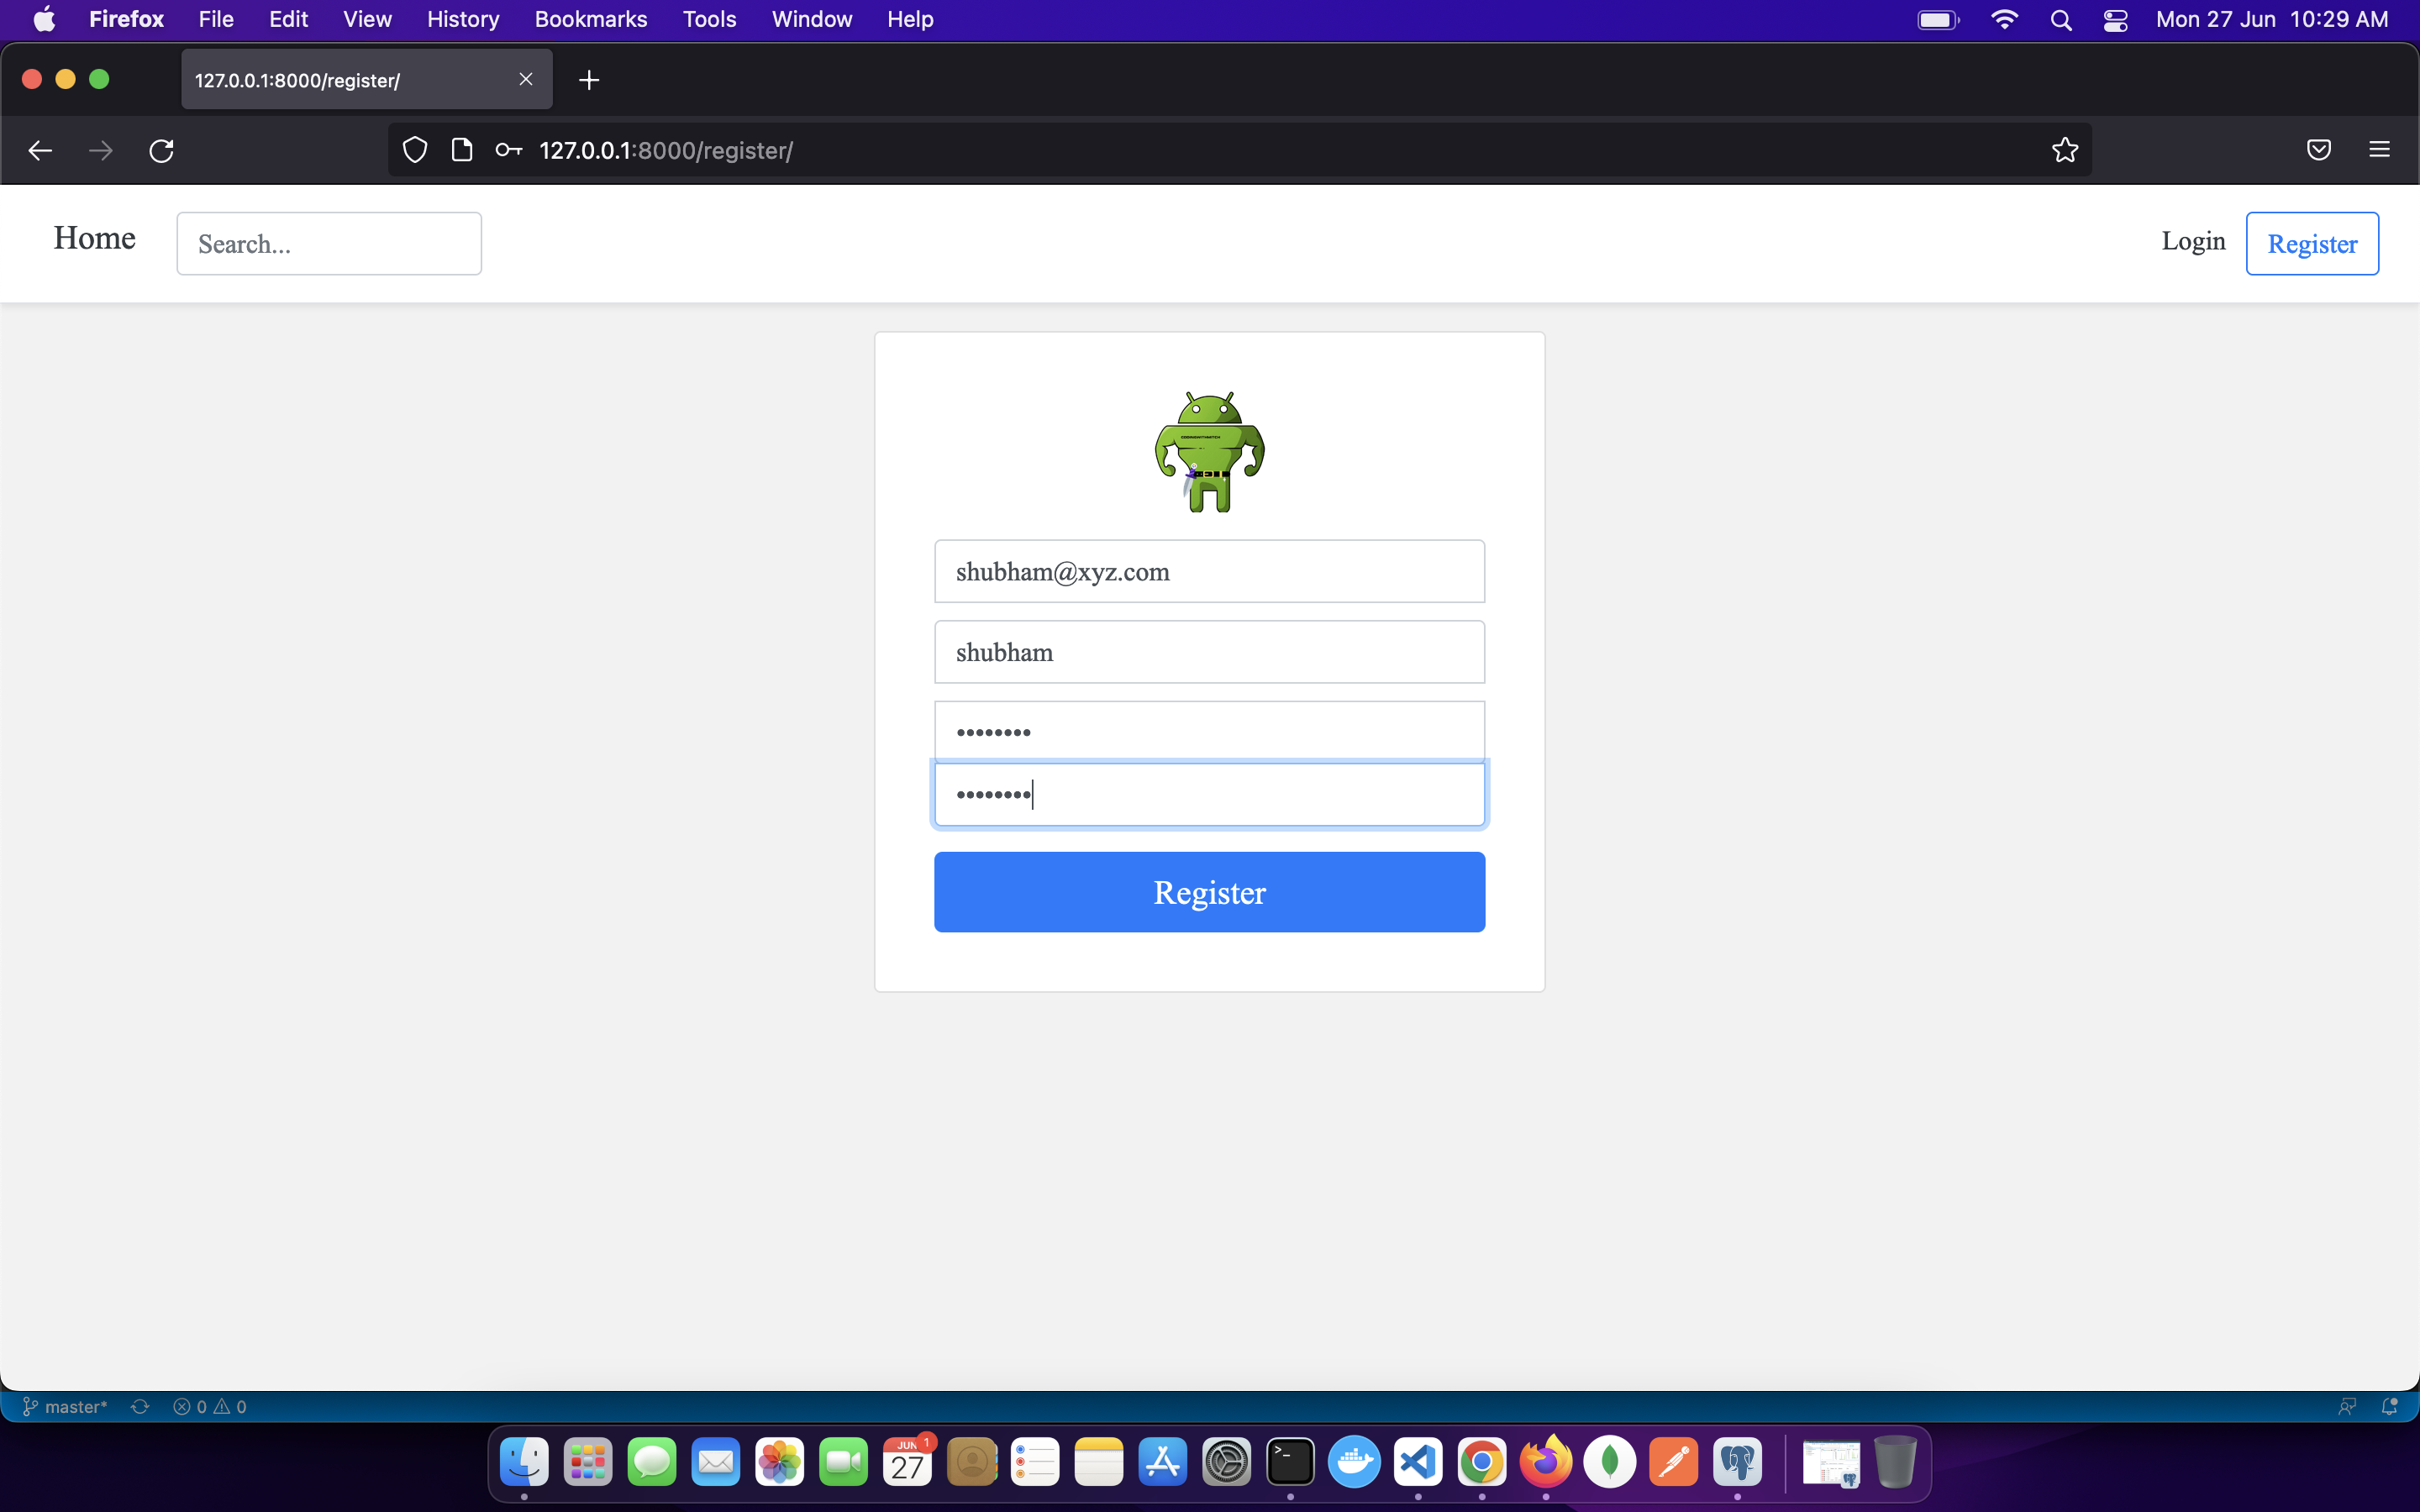 Firefox File Edit View History Bookmarks Tools Window Help Mon 27 Jun 10:29 AM
127.0.0.1:8000/register/
127.0.0.1:8000/register/
Home Search... Login Register
shubham@xyz.com
shubham
••••••••
••••••••
Register
master* 0 0
JUN 1
27